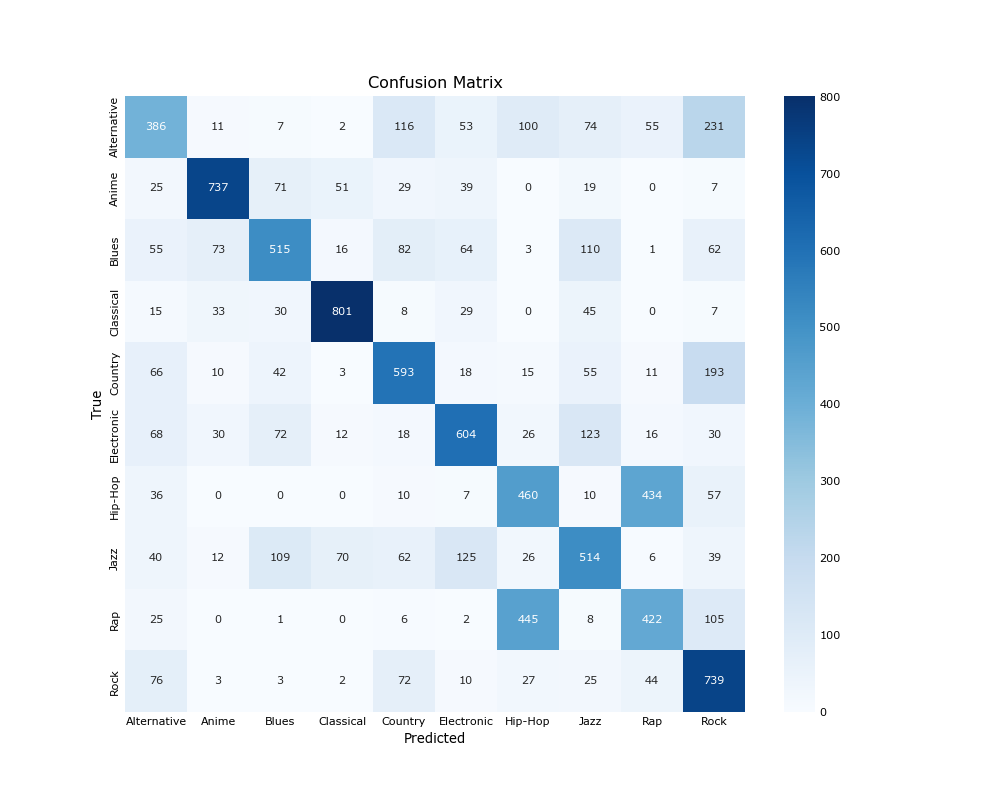 Confusion Matrix
True
Alternative 386 11 7 2 116 53 100 74 55 231
Anime 25 737 71 51 29 39 0 19 0 7
Blues 55 73 515 16 82 64 3 110 1 62
Classical 15 33 30 801 8 29 0 45 0 7
Country 66 10 42 3 593 18 15 55 11 193
Electronic 68 30 72 12 18 604 26 123 16 30
Hip-Hop 36 0 0 0 10 7 460 10 434 57
Jazz 40 12 109 70 62 125 26 514 6 39
Rap 25 0 1 0 6 2 445 8 422 105
Rock 76 3 3 2 72 10 27 25 44 739
Alternative Anime Blues Classical Country Electronic Hip-Hop Jazz Rap Rock
Predicted
800
700
600
500
400
300
200
100
0